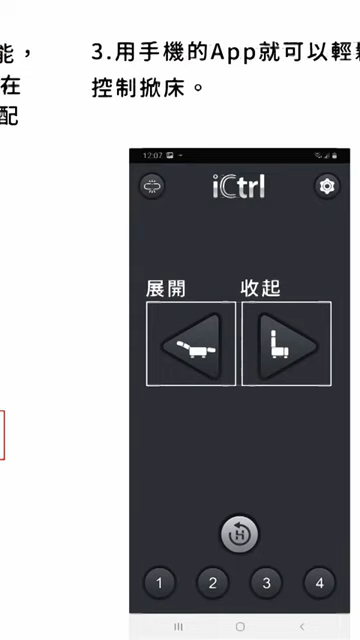 能，
在
配
3.用手機的App就可以輕鬆
控制掀床。
12:07
iCtrl
展開
收起
H
1
2
3
4